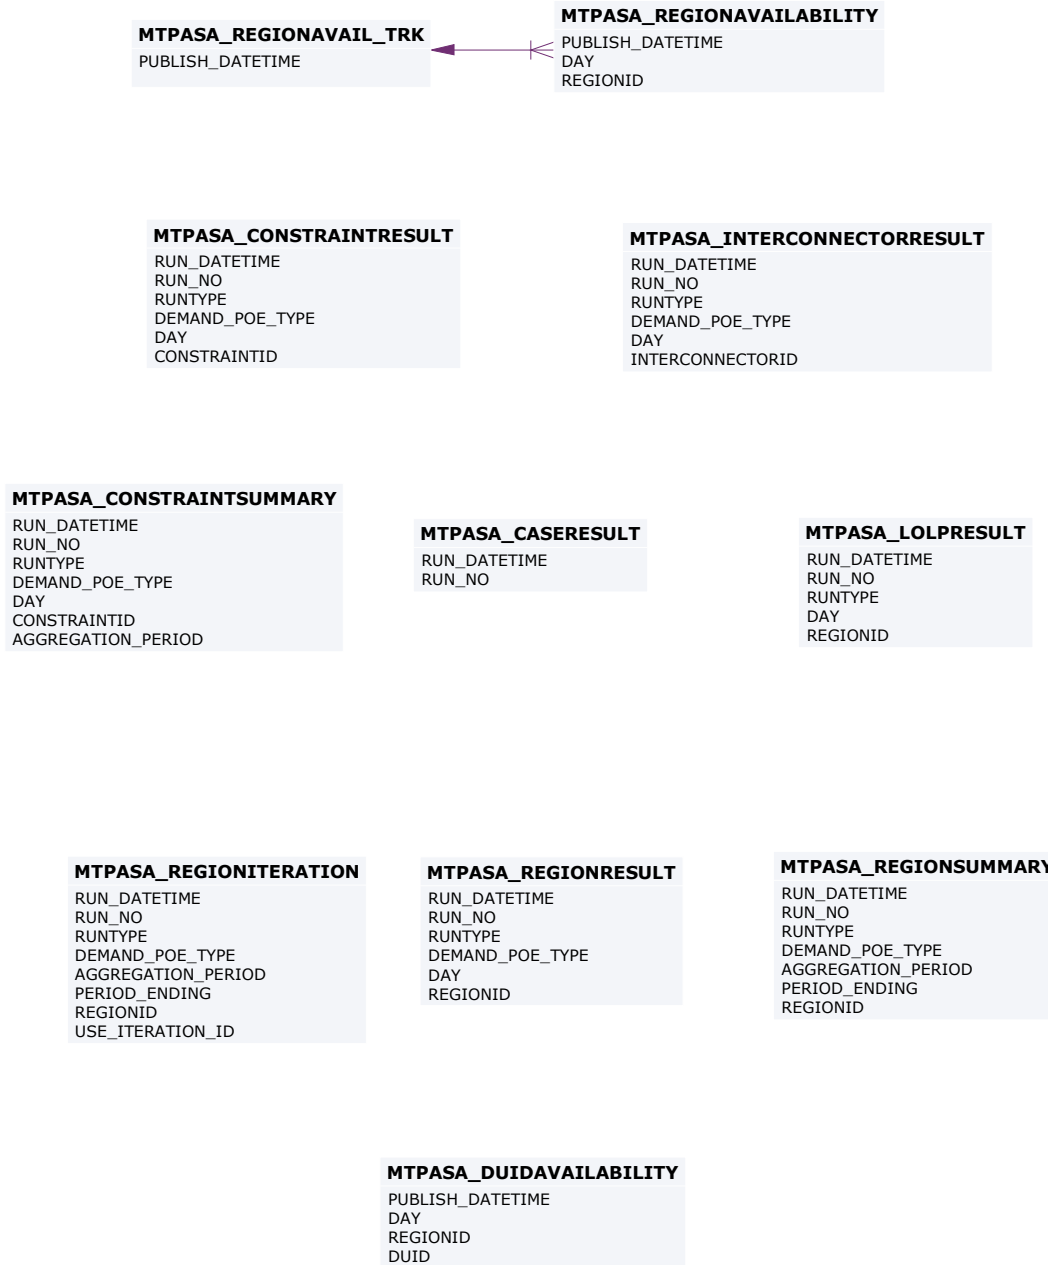 MTPASA_REGIONAVAIL_TRK
PUBLISH_DATETIME
MTPASA_REGIONAVAILABILITY
PUBLISH_DATETIME
DAY
REGIONID
MTPASA_CONSTRAINTRESULT
RUN_DATETIME
RUN_NO
RUNTYPE
DEMAND_POE_TYPE
DAY
CONSTRAINTID
MTPASA_INTERCONNECTORRESULT
RUN_DATETIME
RUN_NO
RUNTYPE
DEMAND_POE_TYPE
DAY
INTERCONNECTORID
MTPASA_CONSTRAINTSUMMARY
RUN_DATETIME
RUN_NO
RUNTYPE
DEMAND_POE_TYPE
DAY
CONSTRAINTID
AGGREGATION_PERIOD
MTPASA_CASERESULT
RUN_DATETIME
RUN_NO
MTPASA_LOLPRESULT
RUN_DATETIME
RUN_NO
RUNTYPE
DAY
REGIONID
MTPASA_REGIONITERATION
RUN_DATETIME
RUN_NO
RUNTYPE
DEMAND_POE_TYPE
AGGREGATION_PERIOD
PERIOD_ENDING
REGIONID
USE_ITERATION_ID
MTPASA_REGIONRESULT
RUN_DATETIME
RUN_NO
RUNTYPE
DEMAND_POE_TYPE
DAY
REGIONID
MTPASA_REGIONSUMMARY
RUN_DATETIME
RUN_NO
RUNTYPE
DEMAND_POE_TYPE
AGGREGATION_PERIOD
PERIOD_ENDING
REGIONID
MTPASA_DUIDAVAILABILITY
PUBLISH_DATETIME
DAY
REGIONID
DUID